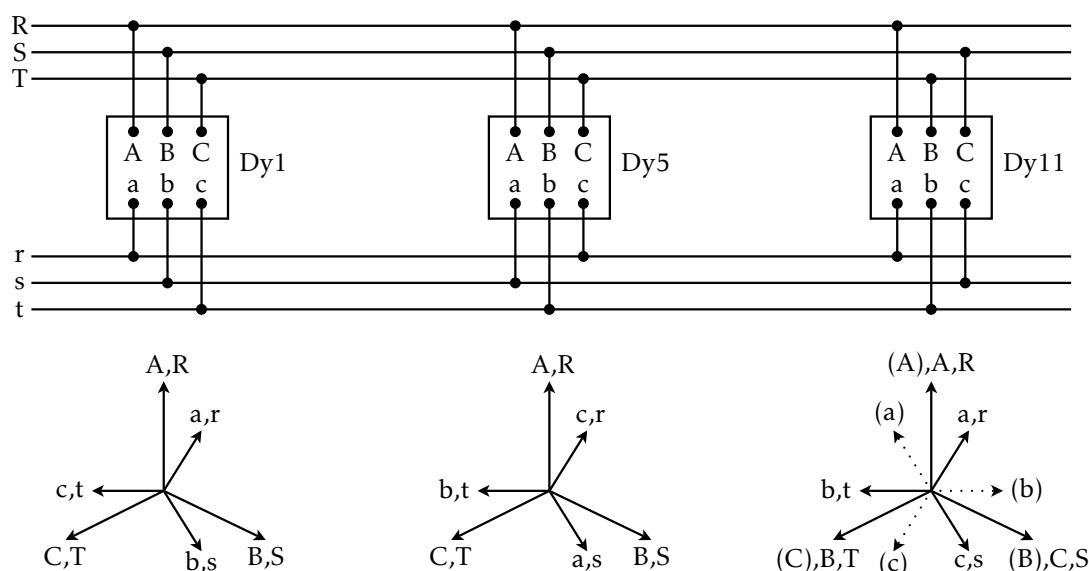 R
S
T
A B C
a b c
Dy1
A B C
a b c
Dy5
A B C
a b c
Dy11
r
s
t
A,R
a,r
c,t
C,T
b,s
B,S
A,R
c,r
b,t
C,T
a,s
B,S
(A),A,R
(a)
a,r
b,t
(b)
(C),B,T
(c)
c,s
(B),C,S